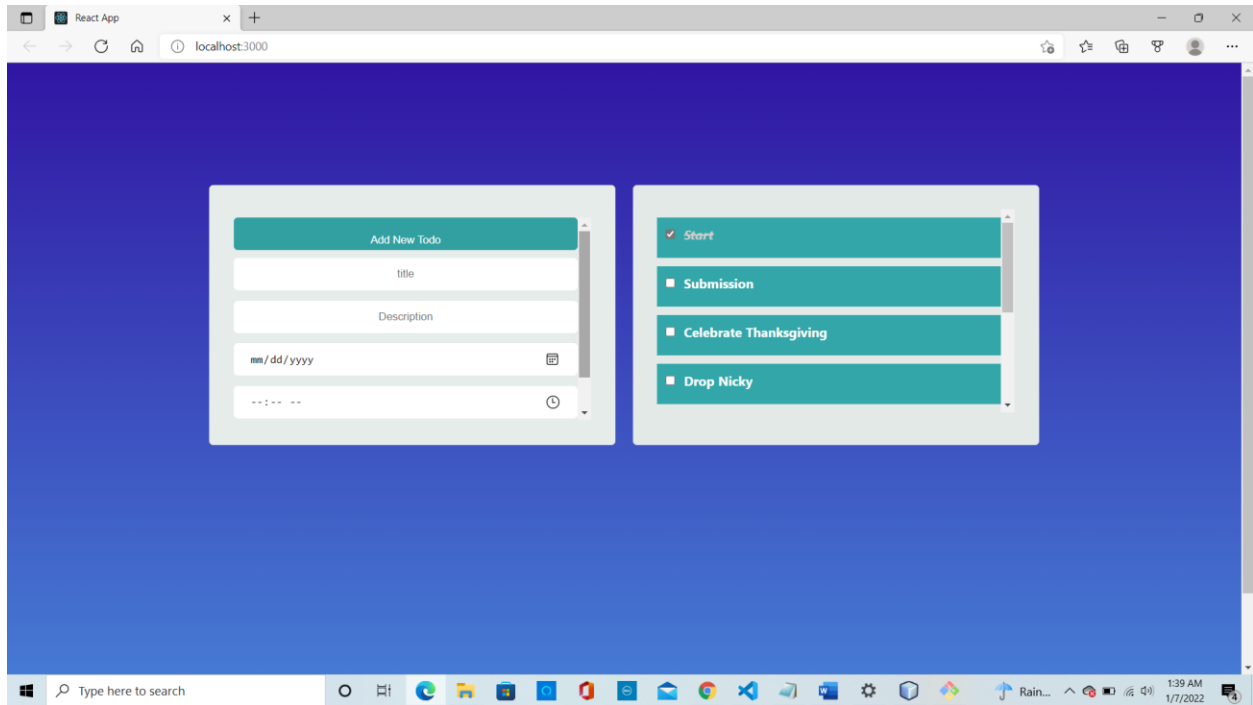 React App
localhost:3000
Add New Todo
title
Description
mm/dd/yyyy
--:-- --
Start
Submission
Celebrate Thanksgiving
Drop Nicky
Type here to search
Rain...
1:39 AM
1/7/2022
4